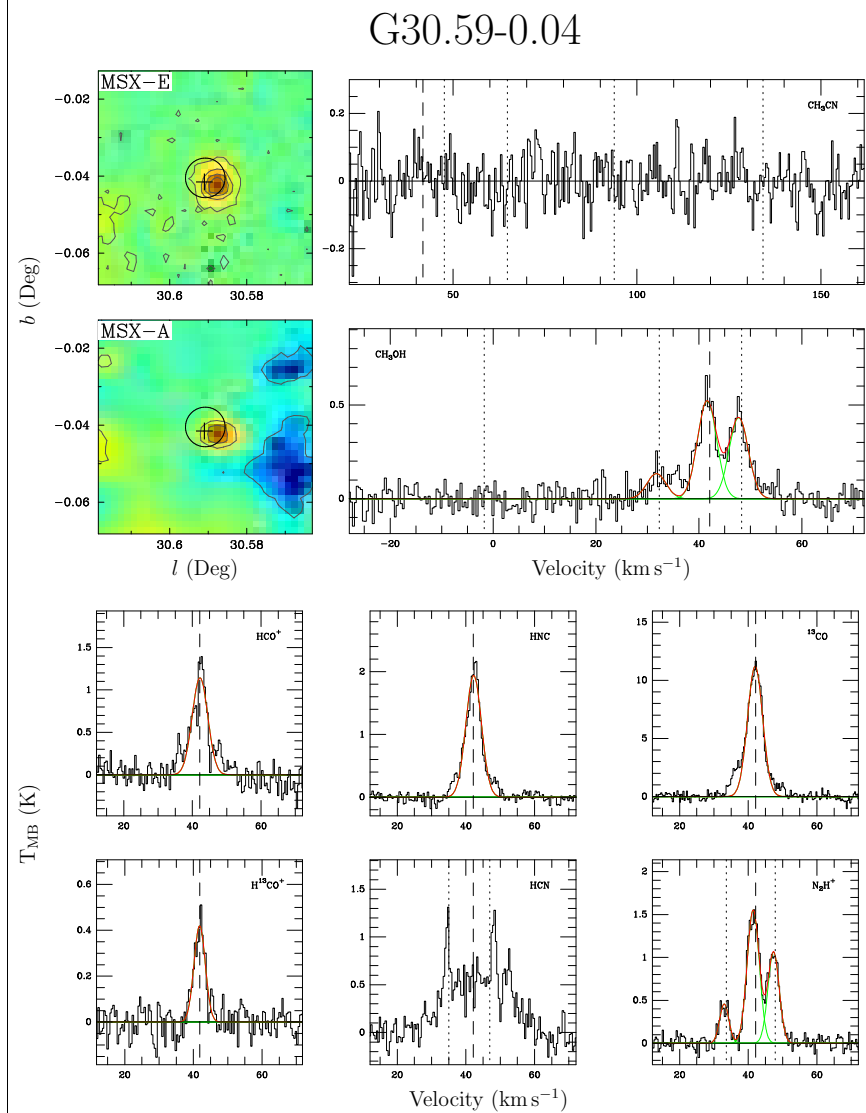 G30.59-0.04
MSX−E
−0.02
−0.04
−0.06
30.6 30.58
CH₃CN
0.2
0
−0.2
50 100 150
b (Deg)
MSX−A
−0.02
−0.04
−0.06
30.6 30.58
l (Deg)
CH₃OH
0.5
0
−20 0 20 40 60
Velocity (km s⁻¹)
HCO⁺
1.5
1
0.5
0
20 40 60
HNC
2
1
0
20 40 60
¹³CO
15
10
5
0
20 40 60
T_MB (K)
H¹³CO⁺
0.6
0.4
0.2
0
20 40 60
HCN
1.5
1
0.5
0
20 40 60
N₂H⁺
2
1.5
1
0.5
0
20 40 60
Velocity (km s⁻¹)